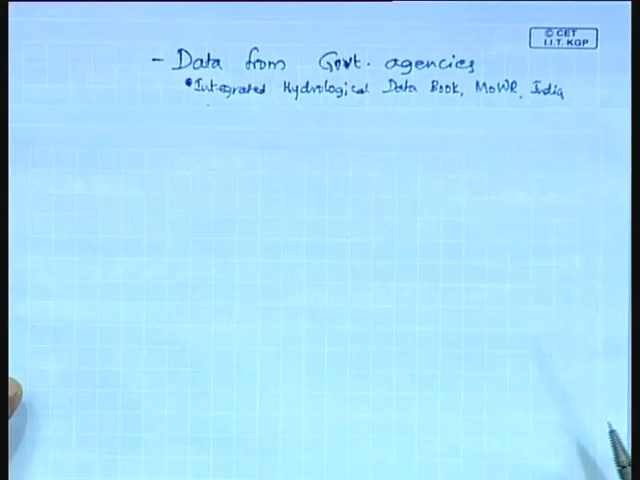 © CET
I.I.T. KGP
- Data from Govt. agencies
• Integrated Hydrological Data Book, MoWR, India